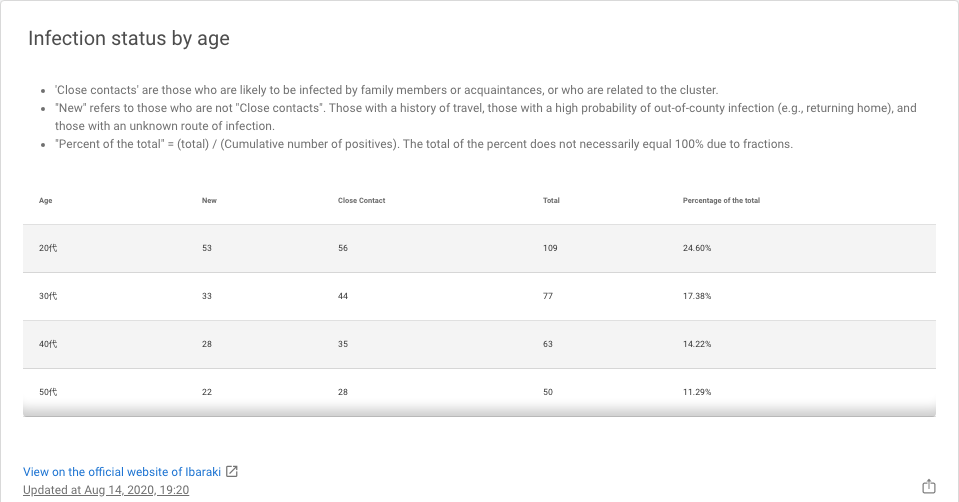 Infection status by age
'Close contacts' are those who are likely to be infected by family members or acquaintances, or who are related to the cluster.
"New" refers to those who are not "Close contacts". Those with a history of travel, those with a high probability of out-of-county infection (e.g., returning home), and
those with an unknown route of infection.
"Percent of the total" = (total) / (Cumulative number of positives). The total of the percent does not necessarily equal 100% due to fractions.
Age New Close Contact Total Percentage of the total
20代 53 56 109 24.60%
30代 33 44 77 17.38%
40代 28 35 63 14.22%
50代 22 28 50 11.29%
View on the official website of Ibaraki
Updated at Aug 14, 2020, 19:20